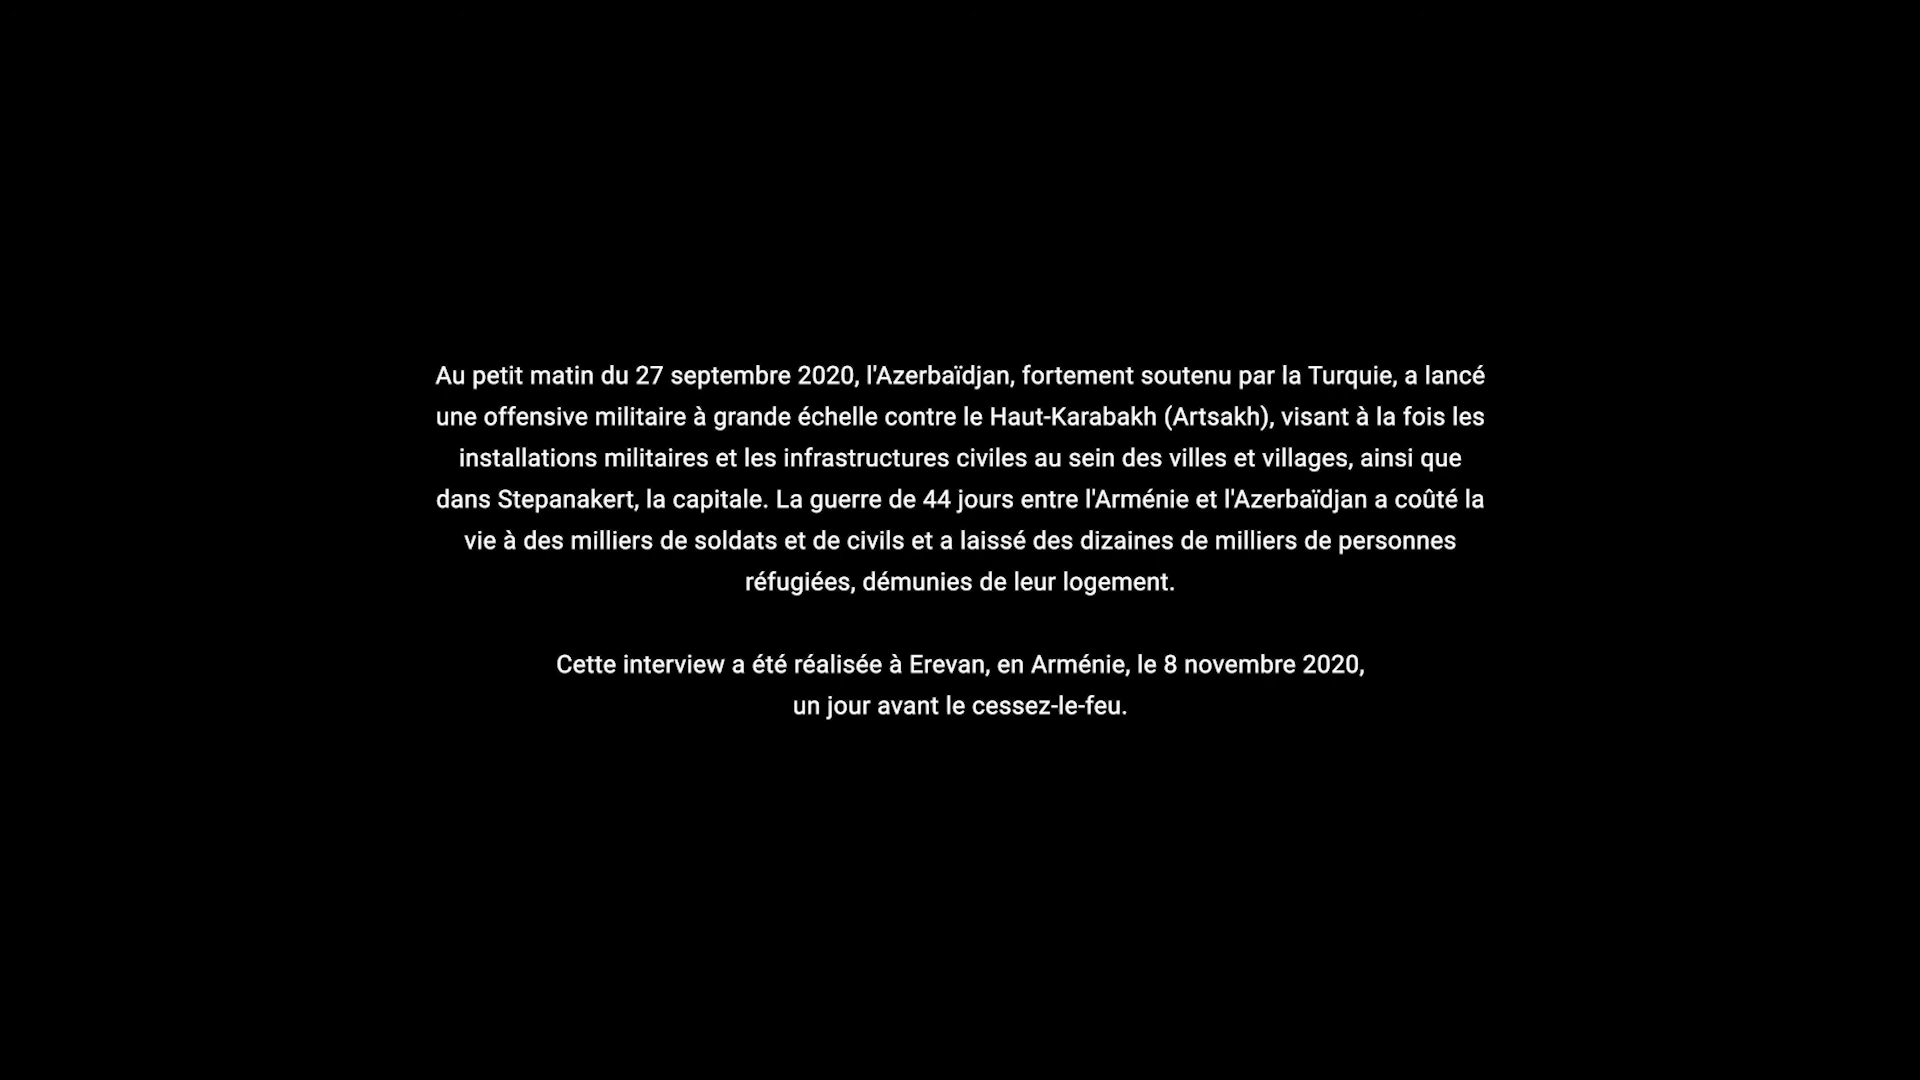 Au petit matin du 27 septembre 2020, l'Azerbaïdjan, fortement soutenu par la Turquie, a lancé
une offensive militaire à grande échelle contre le Haut-Karabakh (Artsakh), visant à la fois les
installations militaires et les infrastructures civiles au sein des villes et villages, ainsi que
dans Stepanakert, la capitale. La guerre de 44 jours entre l'Arménie et l'Azerbaïdjan a coûté la
vie à des milliers de soldats et de civils et a laissé des dizaines de milliers de personnes
réfugiées, démunies de leur logement.
Cette interview a été réalisée à Erevan, en Arménie, le 8 novembre 2020,
un jour avant le cessez-le-feu.